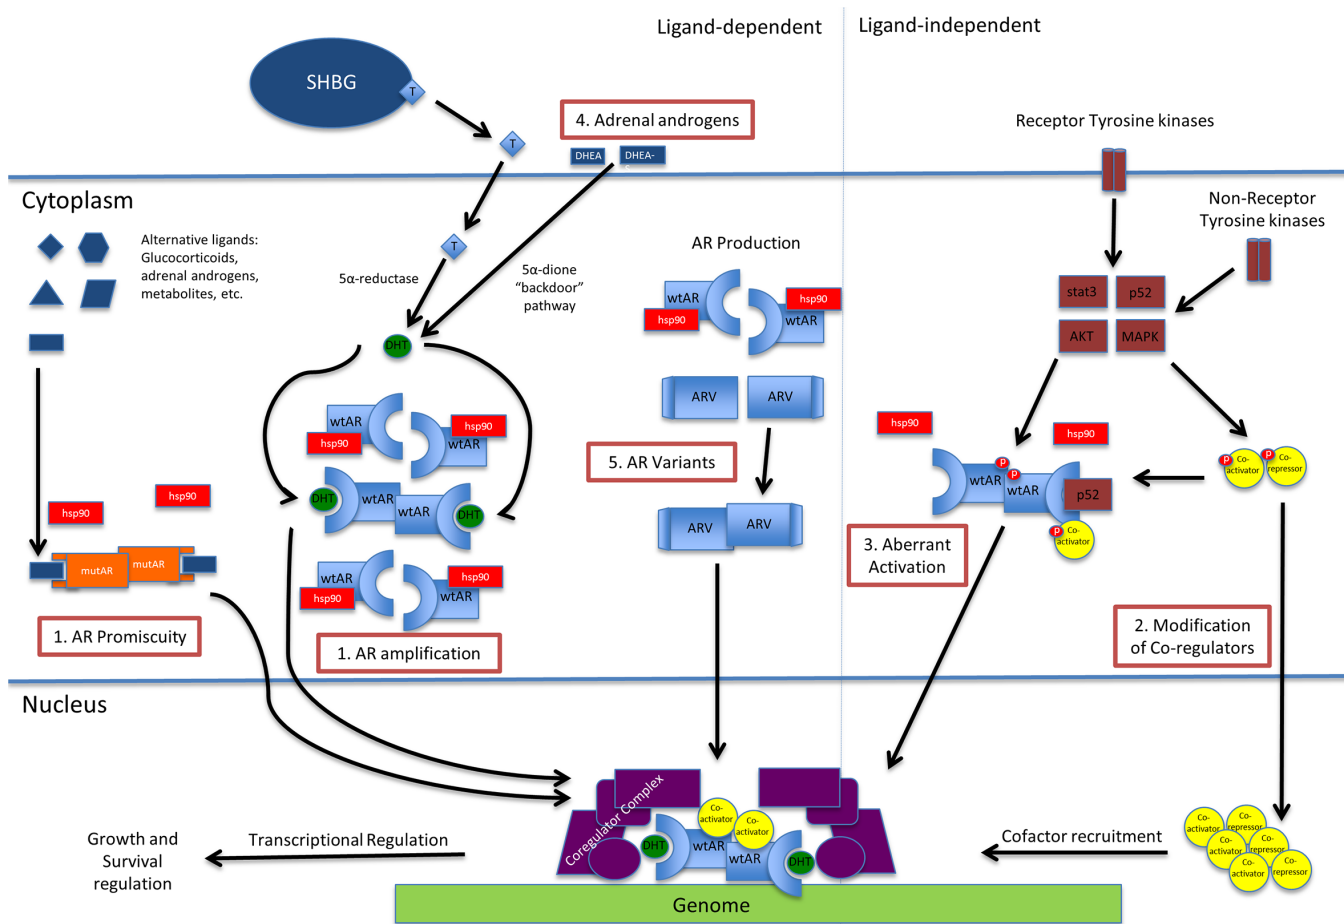 Ligand-dependent
Ligand-independent
SHBG
T
T
4. Adrenal androgens
DHEA
DHEA-
Receptor Tyrosine kinases
Cytoplasm
Alternative ligands:
Glucocorticoids,
adrenal androgens,
metabolites, etc.
T
5α-reductase
5α-dione
"backdoor"
pathway
DHT
AR Production
wtAR
hsp90
hsp90
wtAR
ARV
ARV
5. AR Variants
ARV
ARV
Non-Receptor
Tyrosine kinases
stat3
p52
AKT
MAPK
wtAR
hsp90
hsp90
wtAR
DHT
wtAR
wtAR
DHT
wtAR
hsp90
hsp90
wtAR
1. AR amplification
hsp90
hsp90
mutAR
mutAR
1. AR Promiscuity
hsp90
hsp90
P
P
wtAR
wtAR
p52
P
Co-
activator
P
Co-
activator
P
Co-
repressor
3. Aberrant
Activation
2. Modification
of Co-regulators
Nucleus
Coregulator Complex
Co-
activator
Co-
activator
DHT
wtAR
wtAR
DHT
Genome
Transcriptional Regulation
Growth and
Survival
regulation
Cofactor recruitment
Co-
activator
Co-
repressor
Co-
activator
Co-
repressor
Co-
activator
Co-
repressor